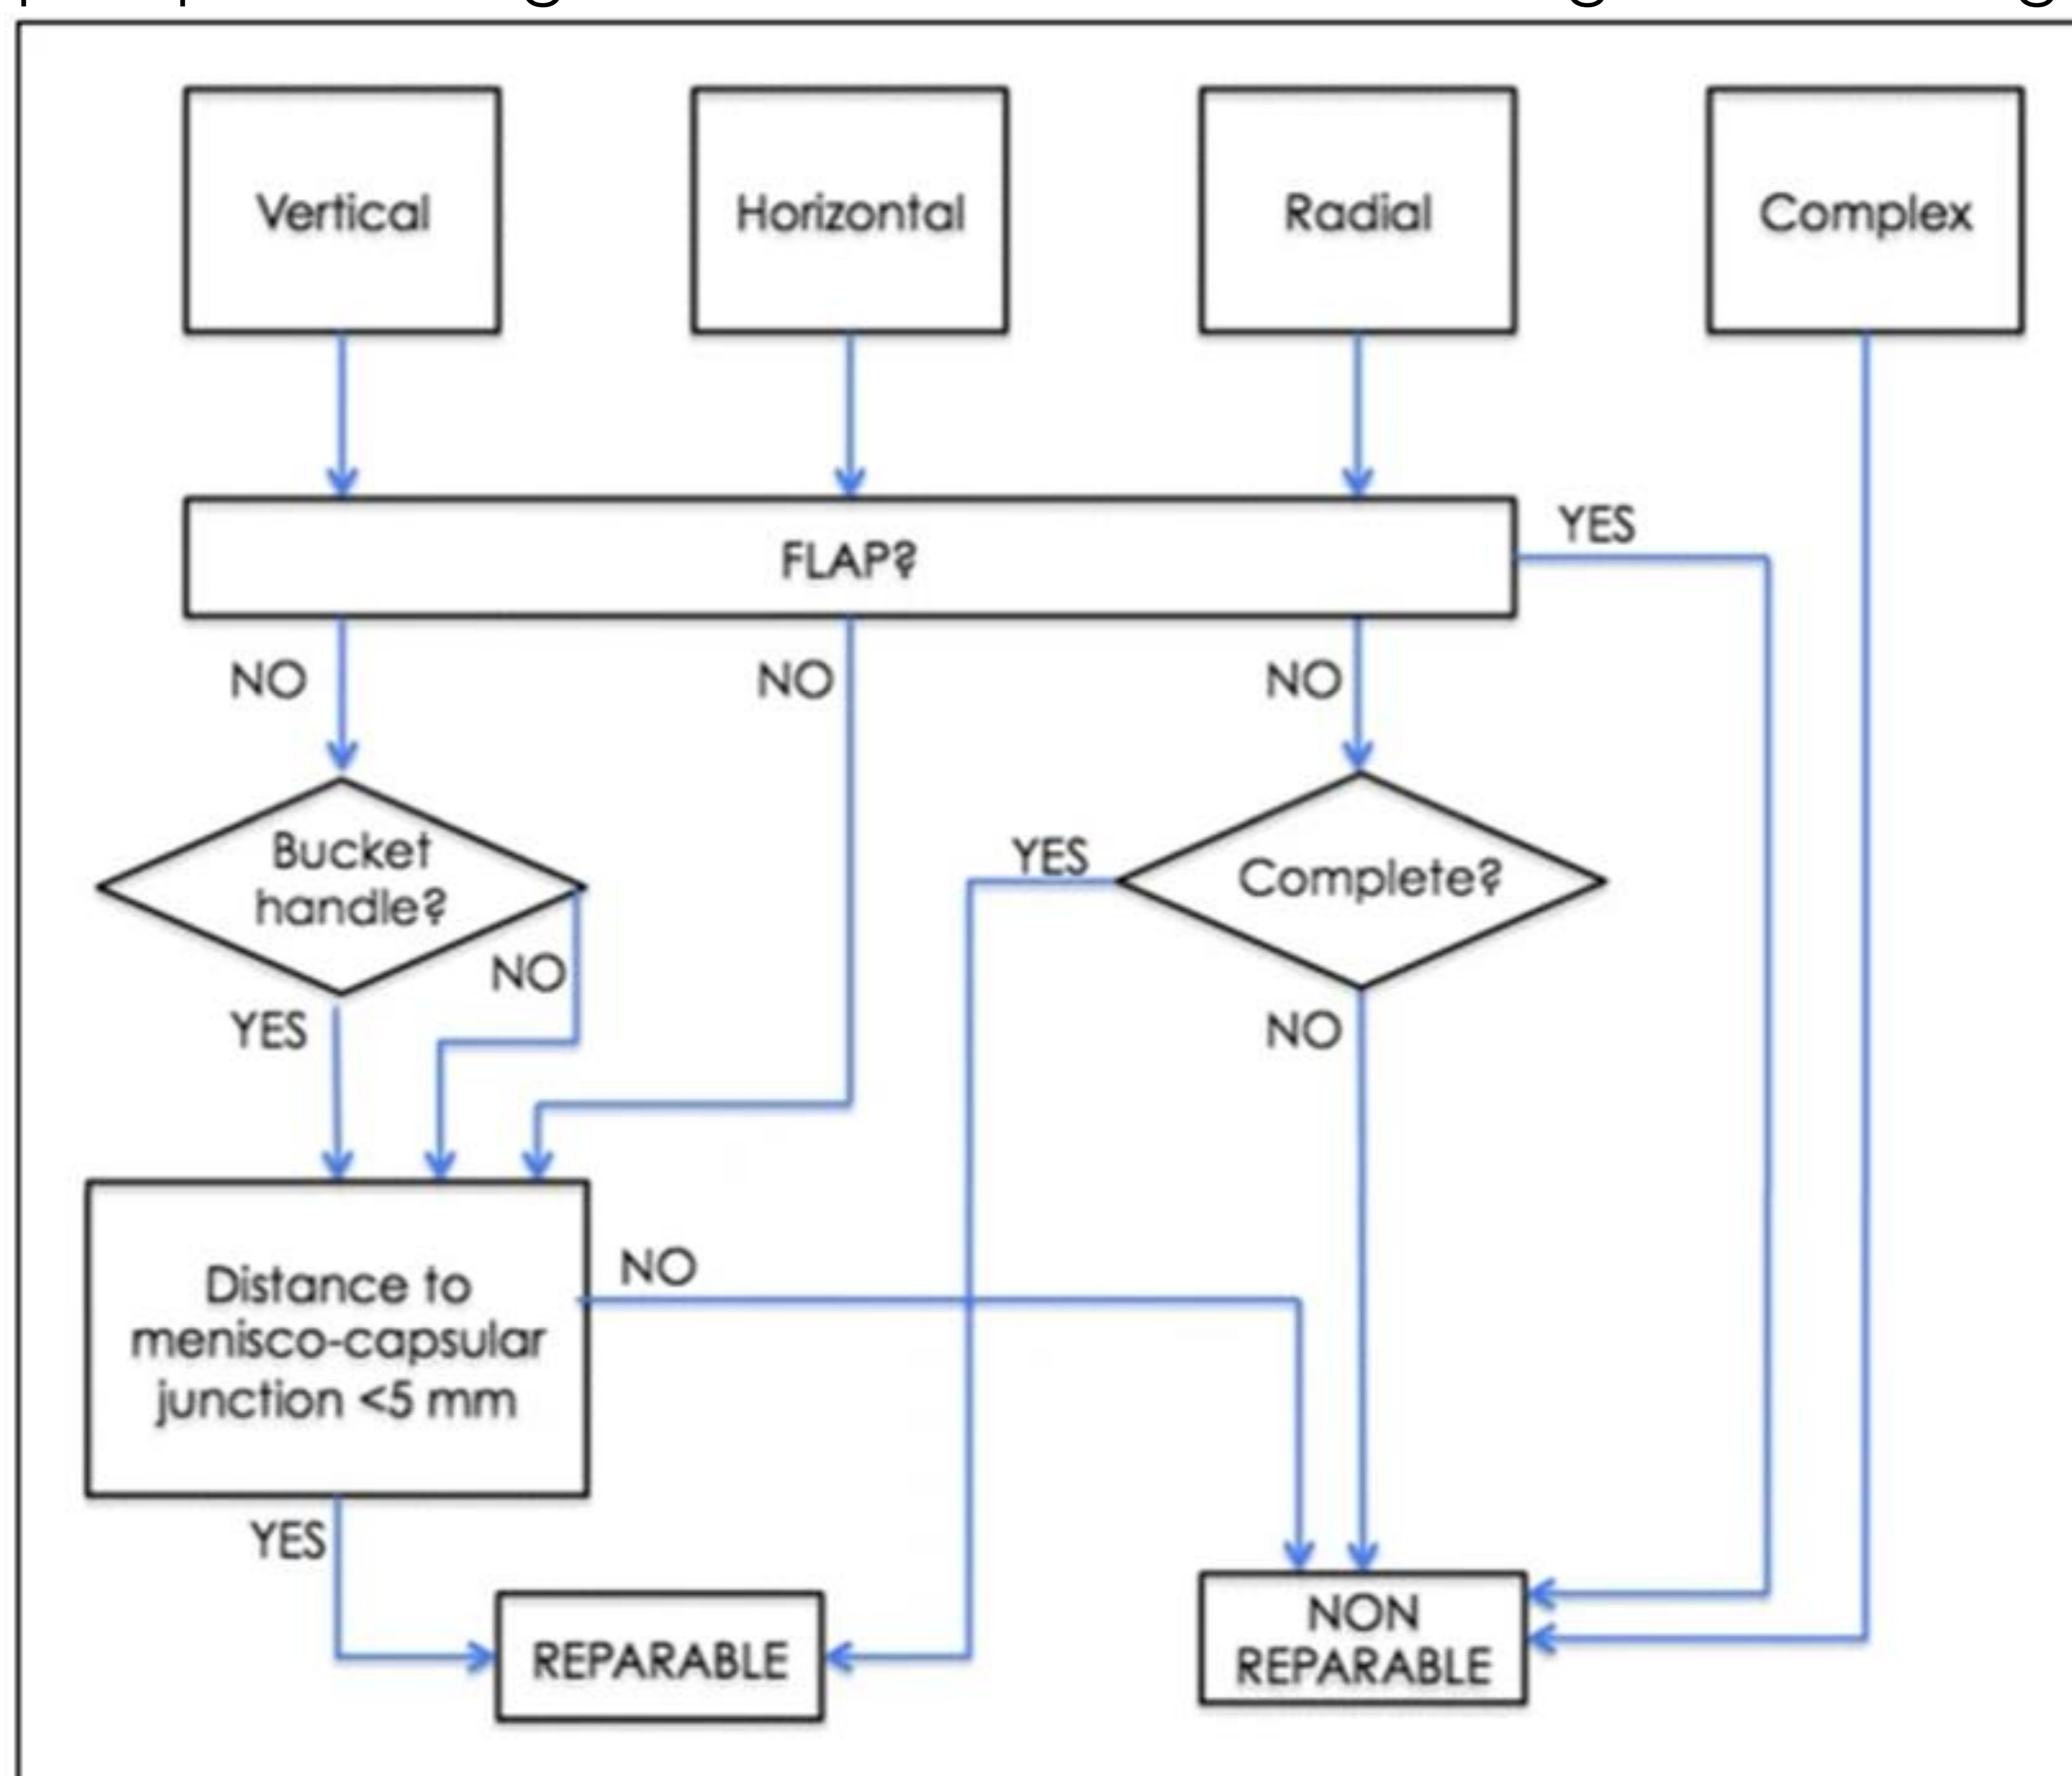 Vertical
Horizontal
Radial
Complex
FLAP?
YES
NO
NO
NO
Bucket
handle?
YES
Complete?
NO
YES
NO
Distance to
menisco-capsular
junction <5 mm
NO
YES
REPARABLE
NON
REPARABLE